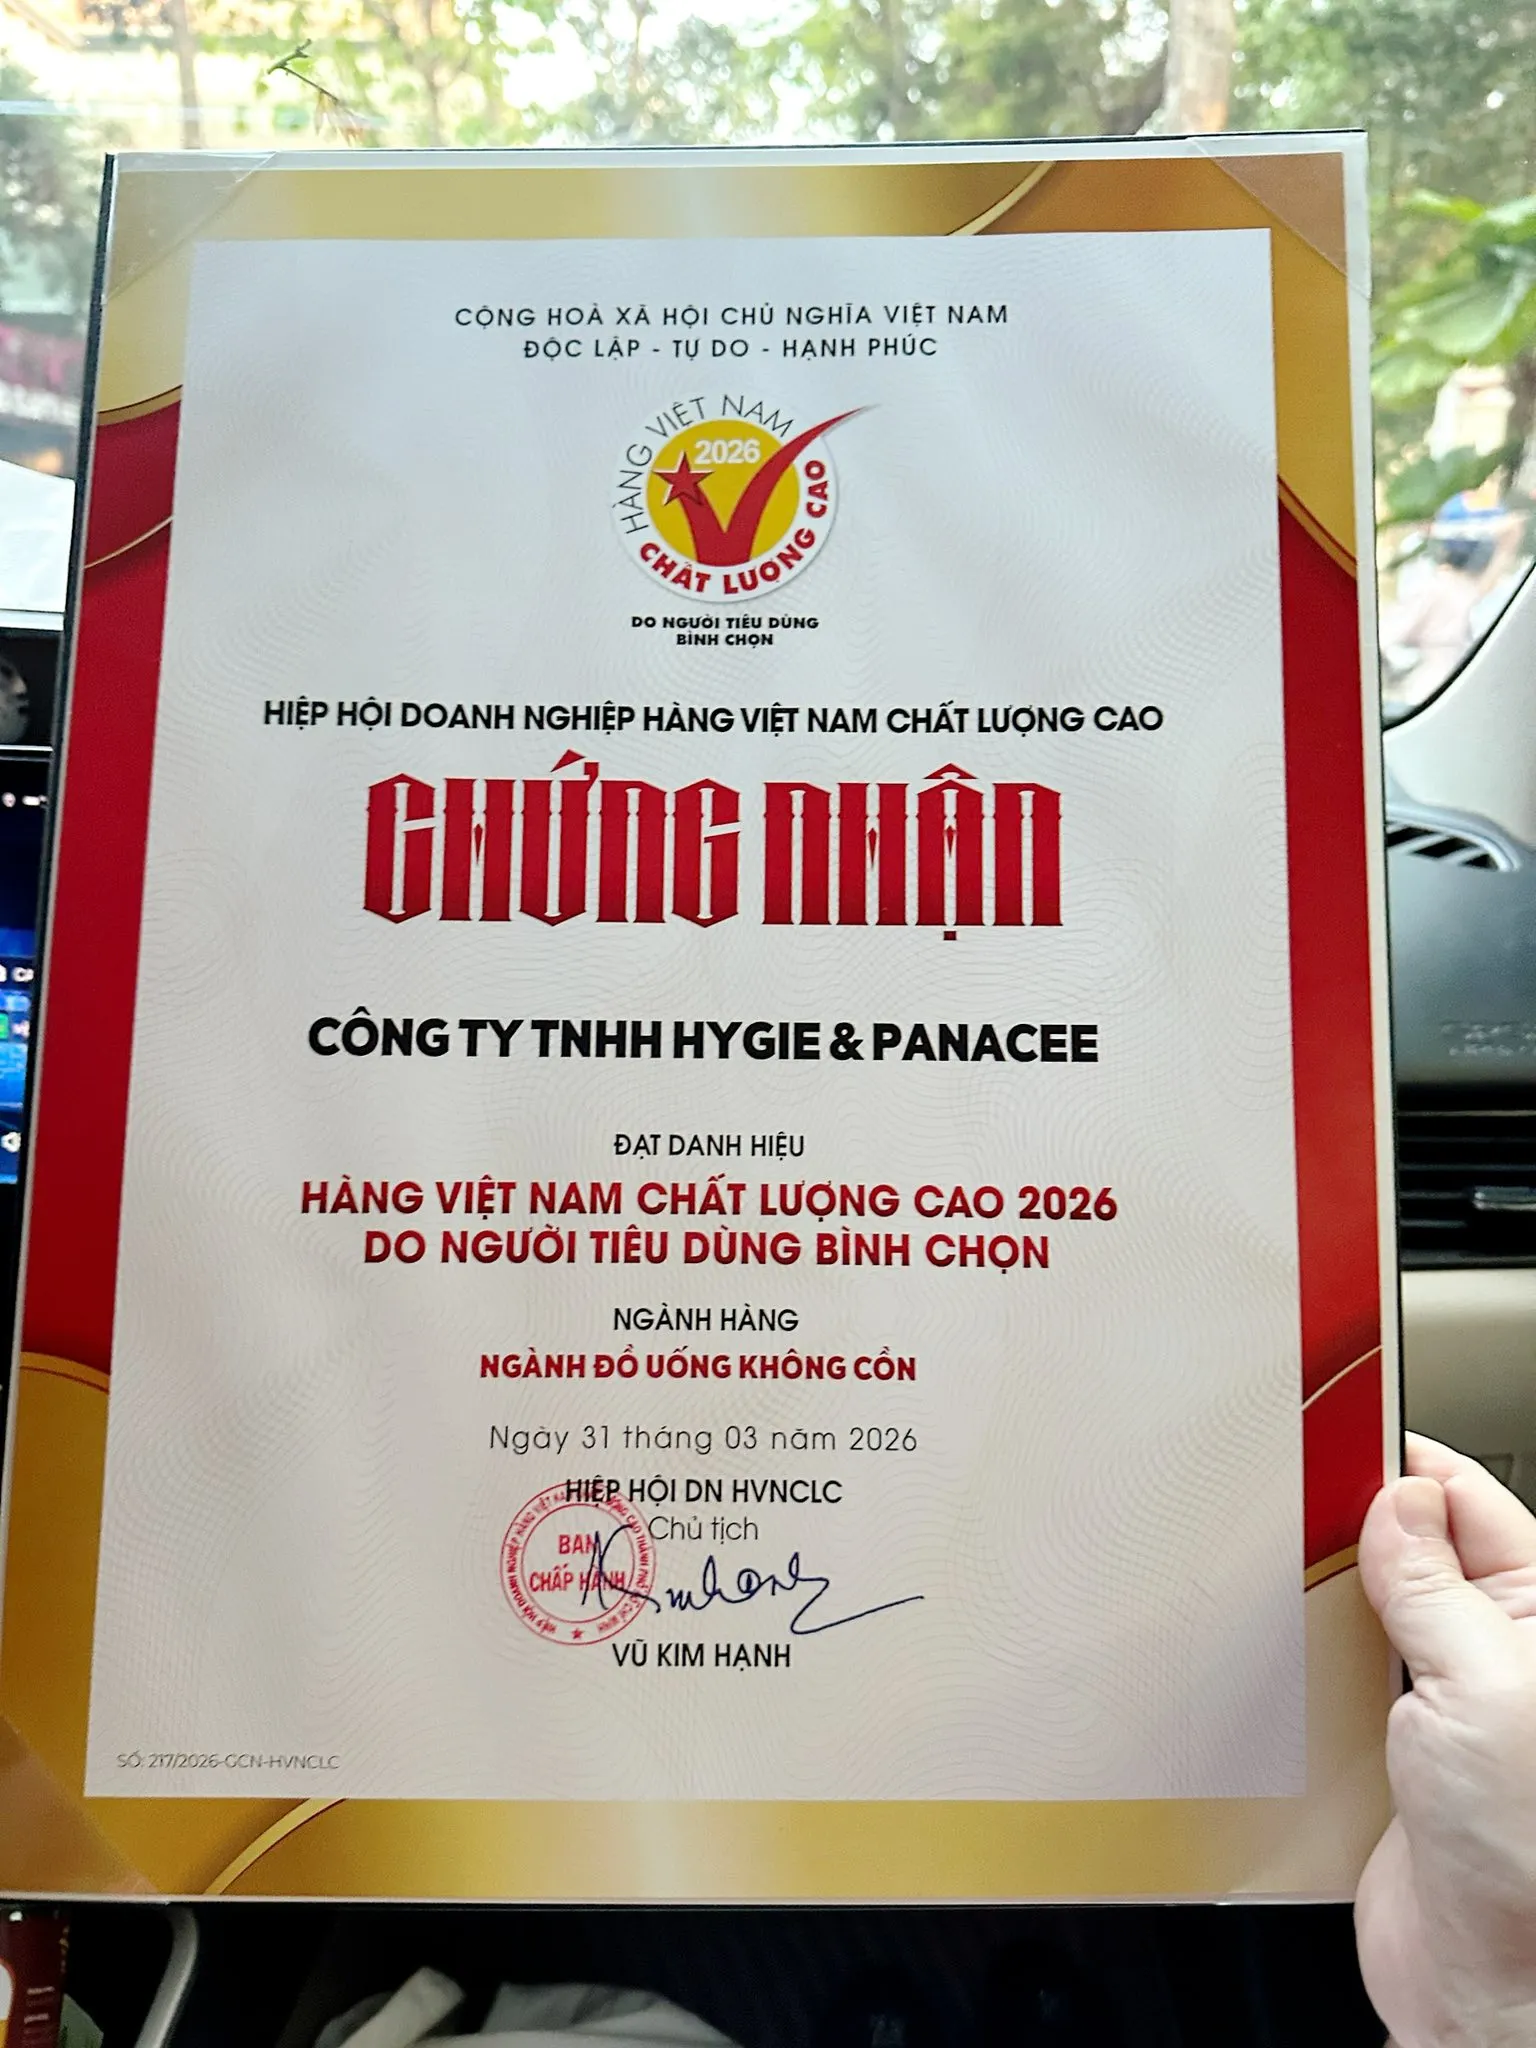 CỘNG HOÀ XÃ HỘI CHỦ NGHĨA VIỆT NAM
ĐỘC LẬP - TỰ DO - HẠNH PHÚC
HÀNG VIỆT NAM
2026
CHẤT LƯỢNG CAO
DO NGƯỜI TIÊU DÙNG
BÌNH CHỌN
HIỆP HỘI DOANH NGHIỆP HÀNG VIỆT NAM CHẤT LƯỢNG CAO
CHỨNG NHẬN
CÔNG TY TNHH HYGIE & PANACEE
ĐẠT DANH HIỆU
HÀNG VIỆT NAM CHẤT LƯỢNG CAO 2026
DO NGƯỜI TIÊU DÙNG BÌNH CHỌN
NGÀNH HÀNG
NGÀNH ĐỒ UỐNG KHÔNG CỒN
Ngày 31 tháng 03 năm 2026
HIỆP HỘI DN HVNCLC
Chủ tịch
BAN
CHẤP HÀNH
VŨ KIM HẠNH
SỐ: 217/2026-GCN-HVNCLC